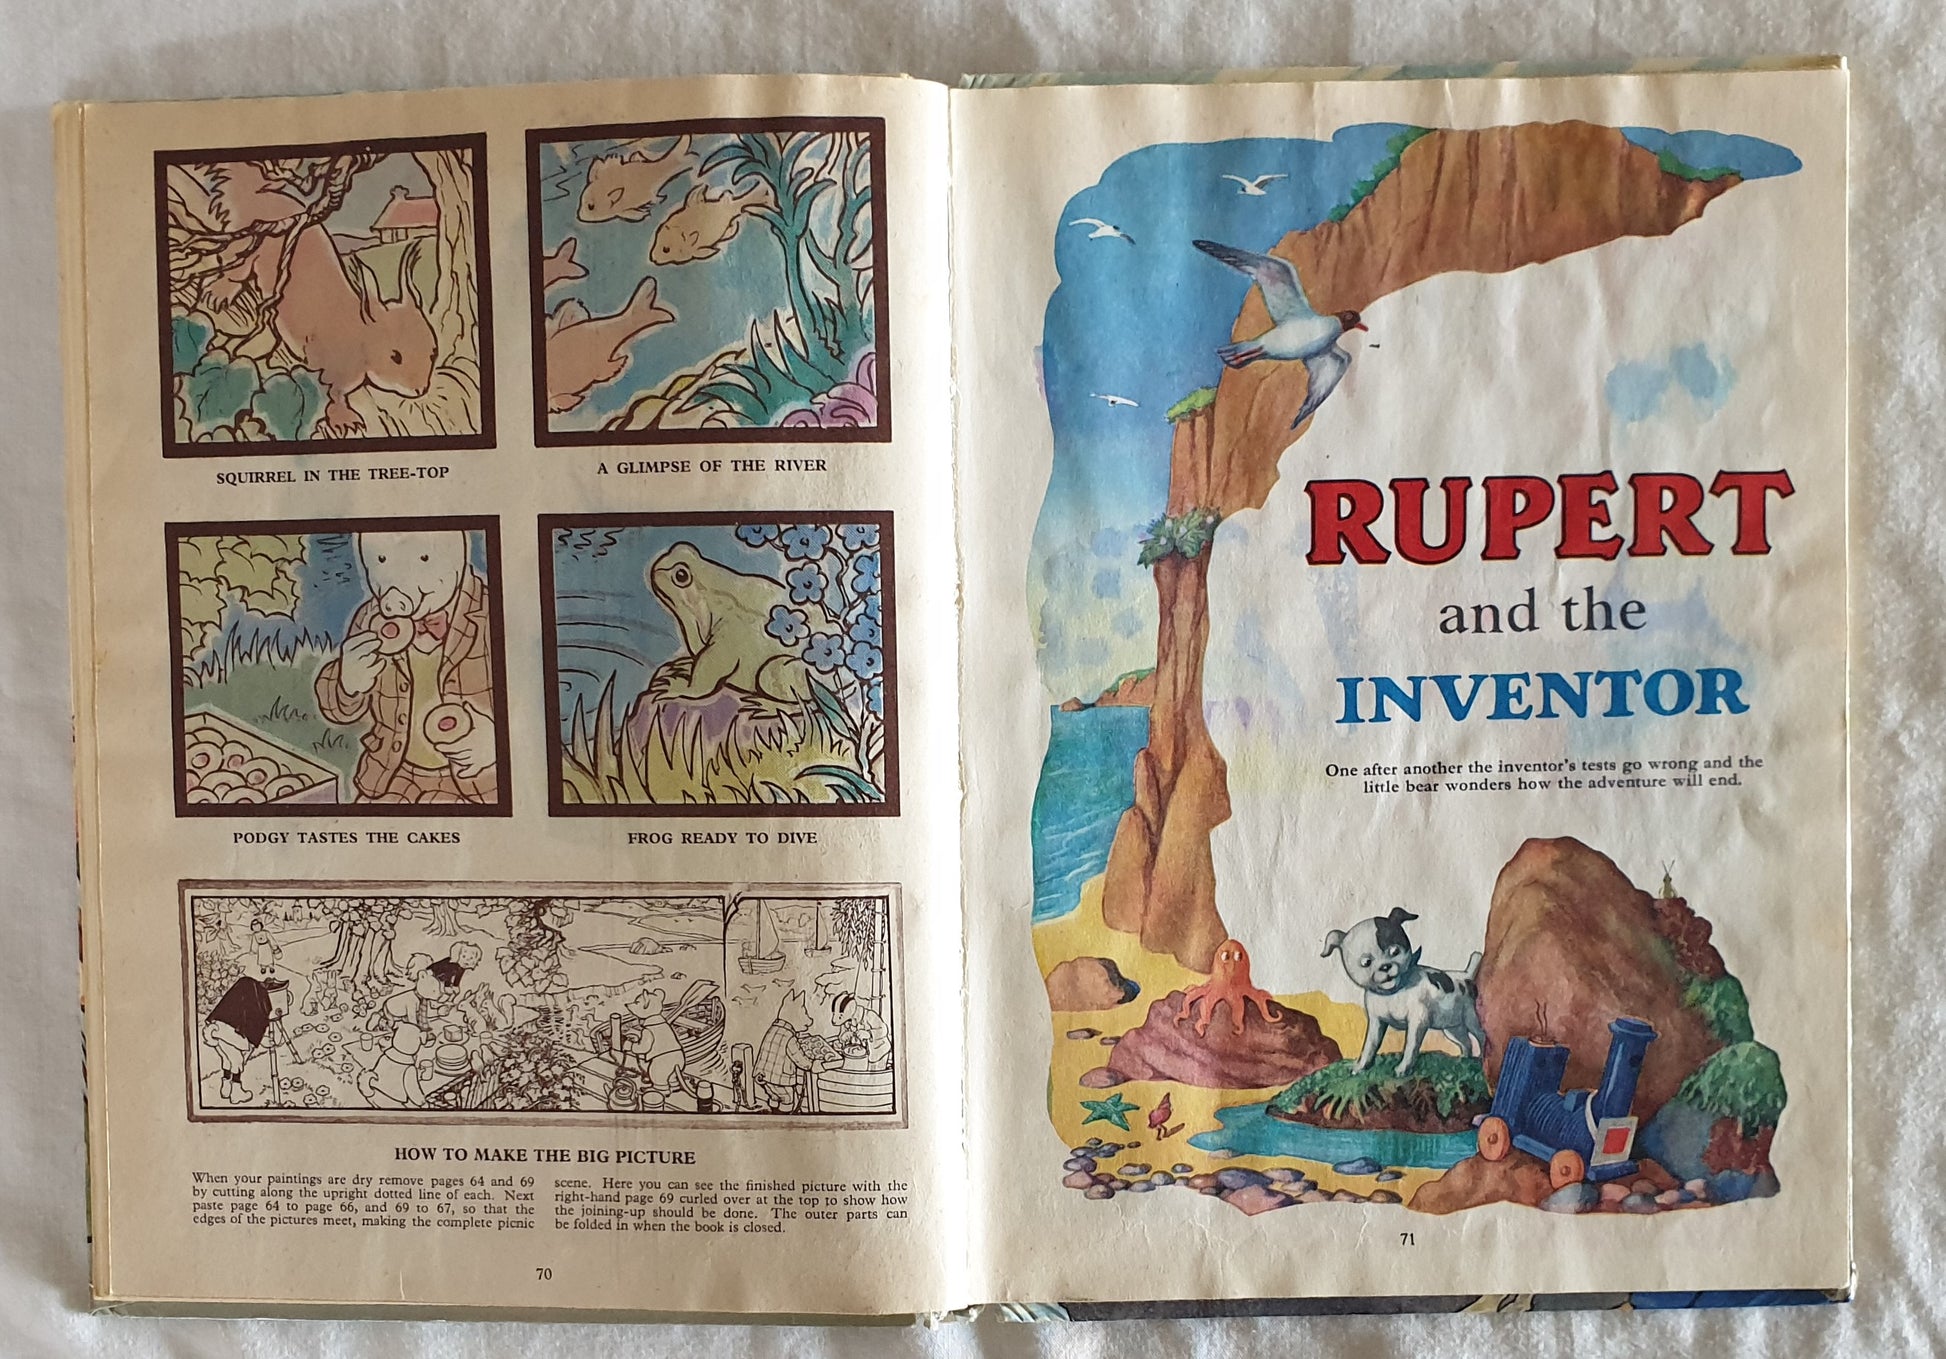 SQUIRREL IN THE TREE-TOP
A GLIMPSE OF THE RIVER
PODGY TASTES THE CAKES
FROG READY TO DIVE
HOW TO MAKE THE BIG PICTURE
When your paintings are dry remove pages 64 and 69
by cutting along the upright dotted line of each. Next
paste page 64 to page 66, and 69 to 67, so that the
edges of the pictures meet, making the complete picnic
scene. Here you can see the finished picture with the
right-hand page 69 curled over at the top to show how
the joining-up should be done. The outer parts can
be folded in when the book is closed.
70
RUPERT
and the
INVENTOR
One after another the inventor's tests go wrong and the
little bear wonders how the adventure will end.
71